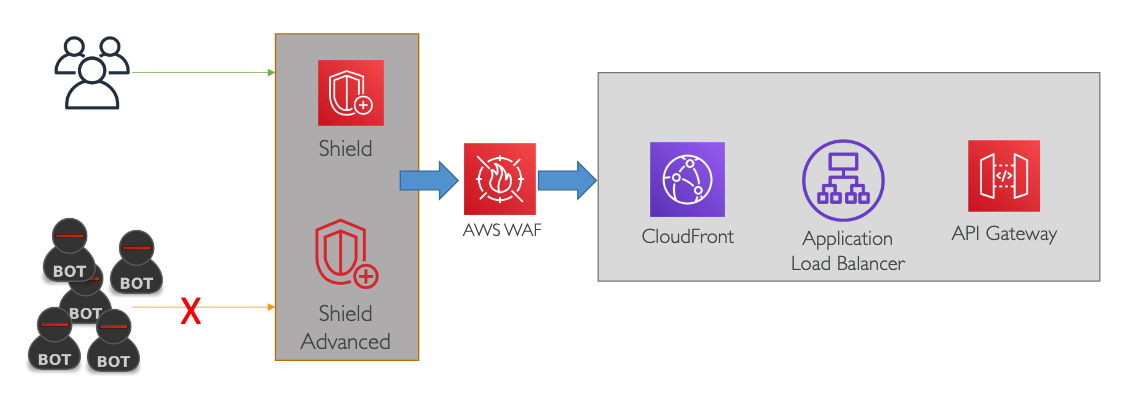 Shield
Shield
Advanced
AWS WAF
CloudFront
Application
Load Balancer
API Gateway
BOT
BOT
BOT
BOT
BOT
X